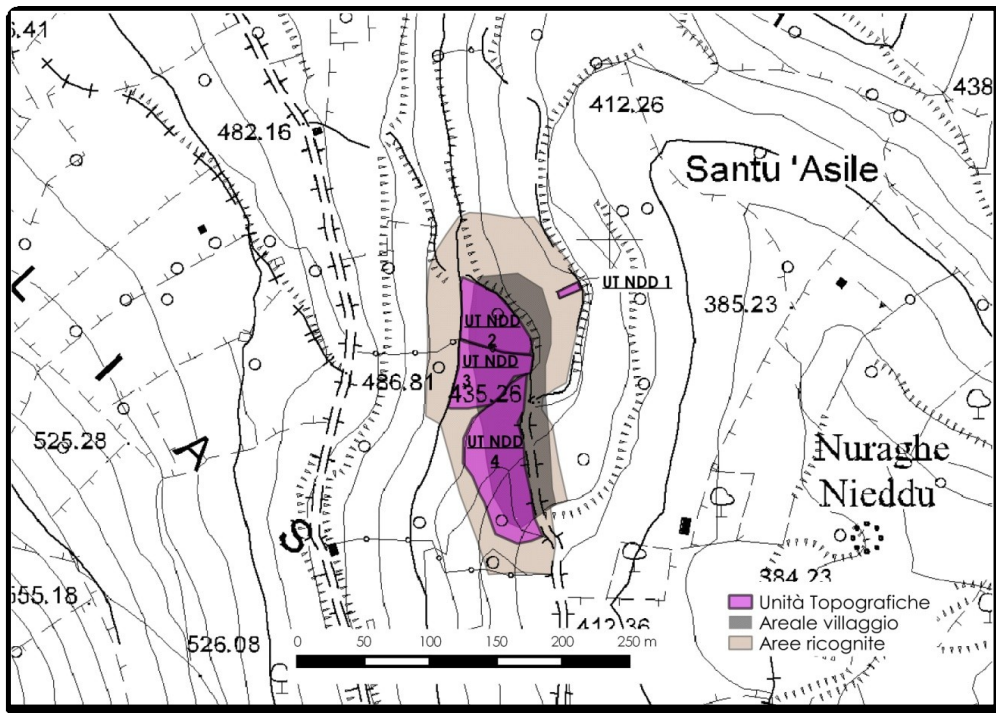 6.41
438
412.26
482.16
Santu 'Asile
UT NDD 1
385.23
UT NDD
2
UT NDD
3
486.81
435.26
525.28
UT NDD
4
L
I
A
S
Nuraghe
Nieddu
384.23
555.18
412.36
526.08
Unità Topografiche
Areale villaggio
Aree ricognite
0 50 100 150 200 250 m